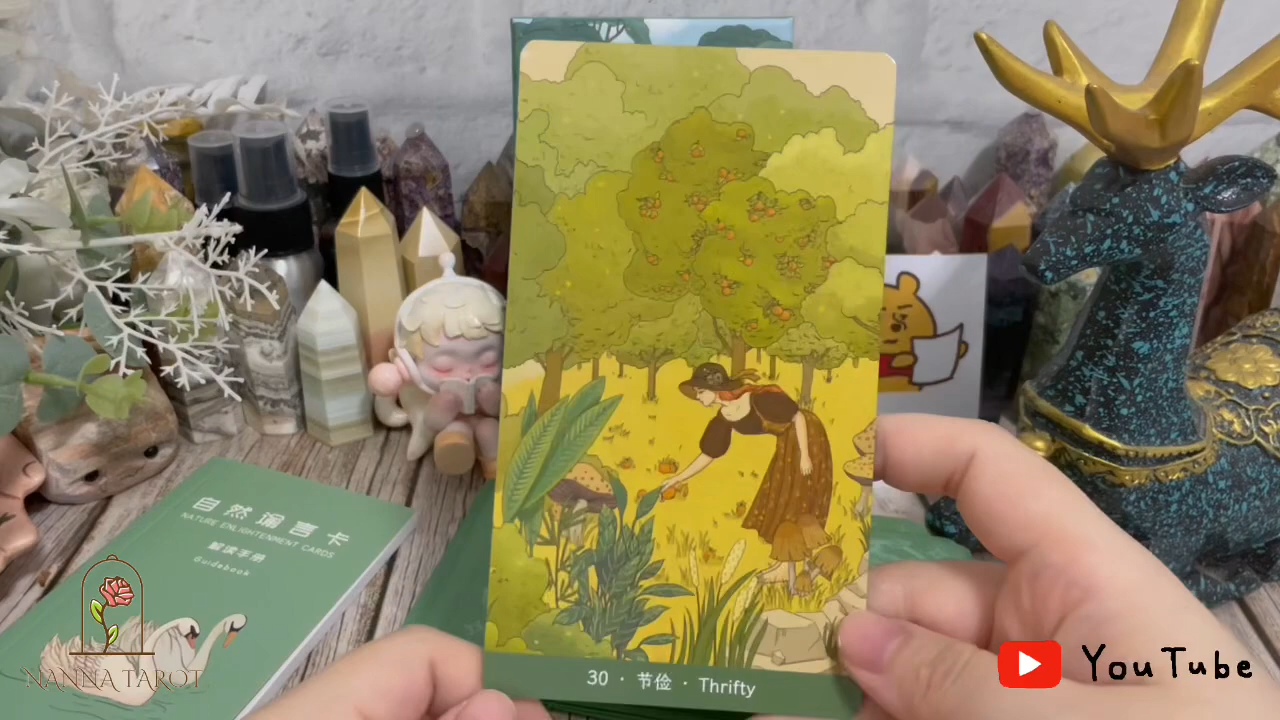 自然瑜言卡
NATURE ENLIGHTENMENT CARDS
解读手册
Guidebook
NANNA TAROT
30 · 节俭 · Thrifty
YouTube